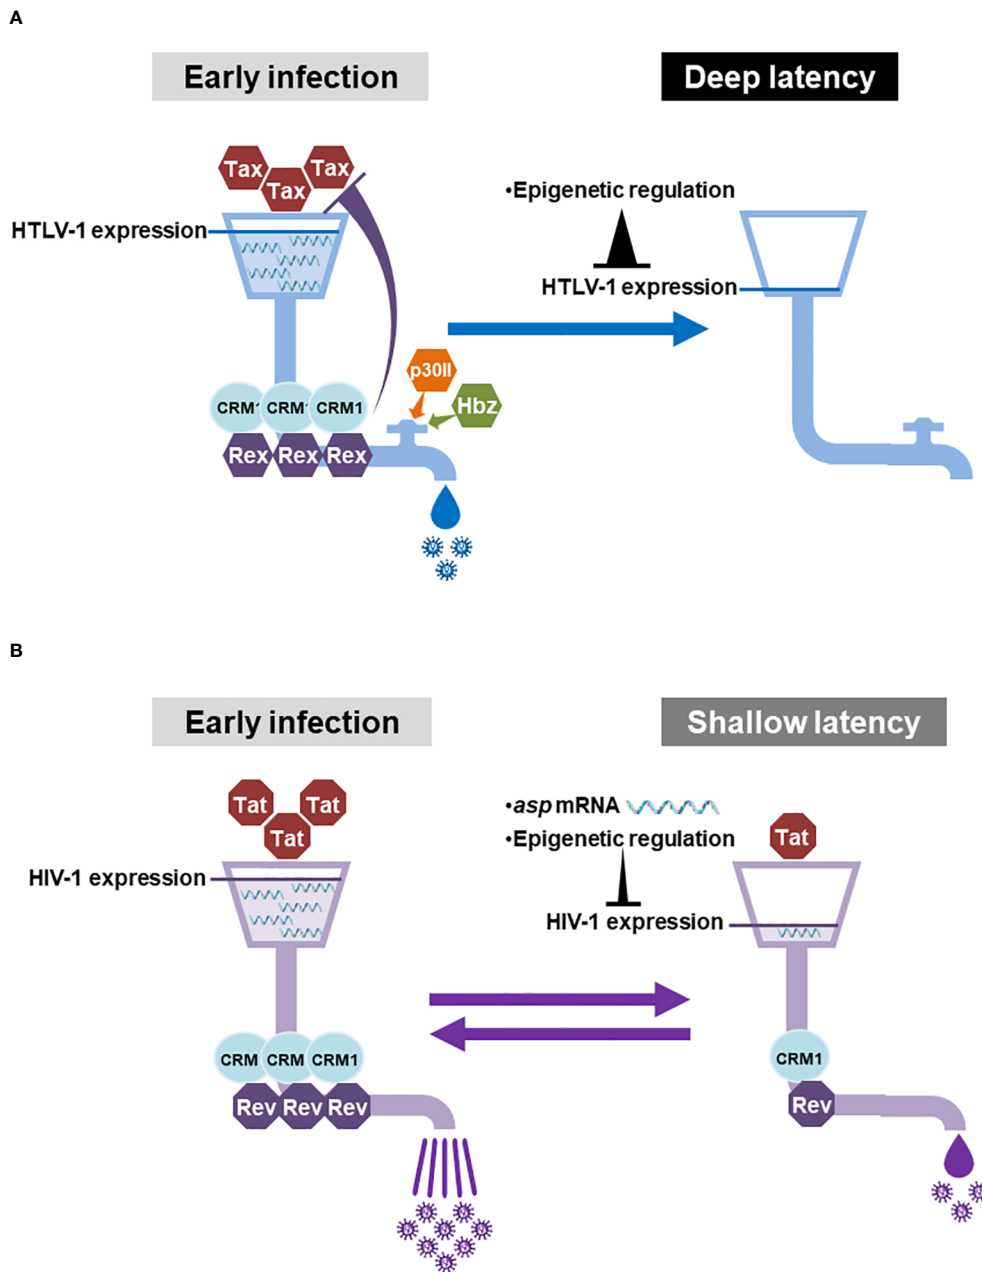 A
Early infection
Deep latency
Tax
Tax
Tax
•Epigenetic regulation
HTLV-1 expression
HTLV-1 expression
p30II
Hbz
CRM1
CRM1
CRM1
Rex
Rex
Rex
B
Early infection
Shallow latency
Tat
Tat
Tat
•asp mRNA
•Epigenetic regulation
Tat
HIV-1 expression
HIV-1 expression
CRM
CRM
CRM1
CRM1
Rev
Rev
Rev
Rev